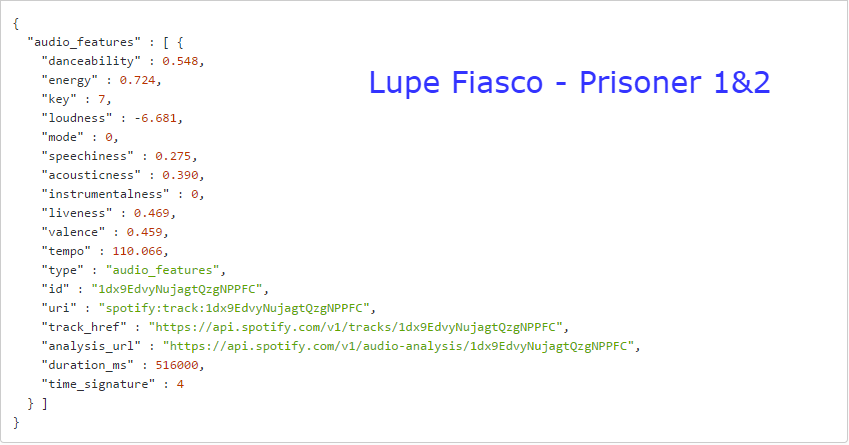 {
"audio_features" : [ {
"danceability" : 0.548,
"energy" : 0.724,
Lupe Fiasco - Prisoner 1&2
"key" : 7,
"loudness" : -6.681,
"mode" : 0,
"speechiness" : 0.275,
"acousticness" : 0.390,
"instrumentalness" : 0,
"liveness" : 0.469,
"valence" : 0.459,
"tempo" : 110.066,
"type" : "audio_features",
"id" : "1dx9EdvyNujagtQzgNPPFC",
"uri" : "spotify:track:1dx9EdvyNujagtQzgNPPFC",
"track_href" : "https://api.spotify.com/v1/tracks/1dx9EdvyNujagtQzgNPPFC",
"analysis_url" : "https://api.spotify.com/v1/audio-analysis/1dx9EdvyNujagtQzgNPPFC",
"duration_ms" : 516000,
"time_signature" : 4
} ]
}